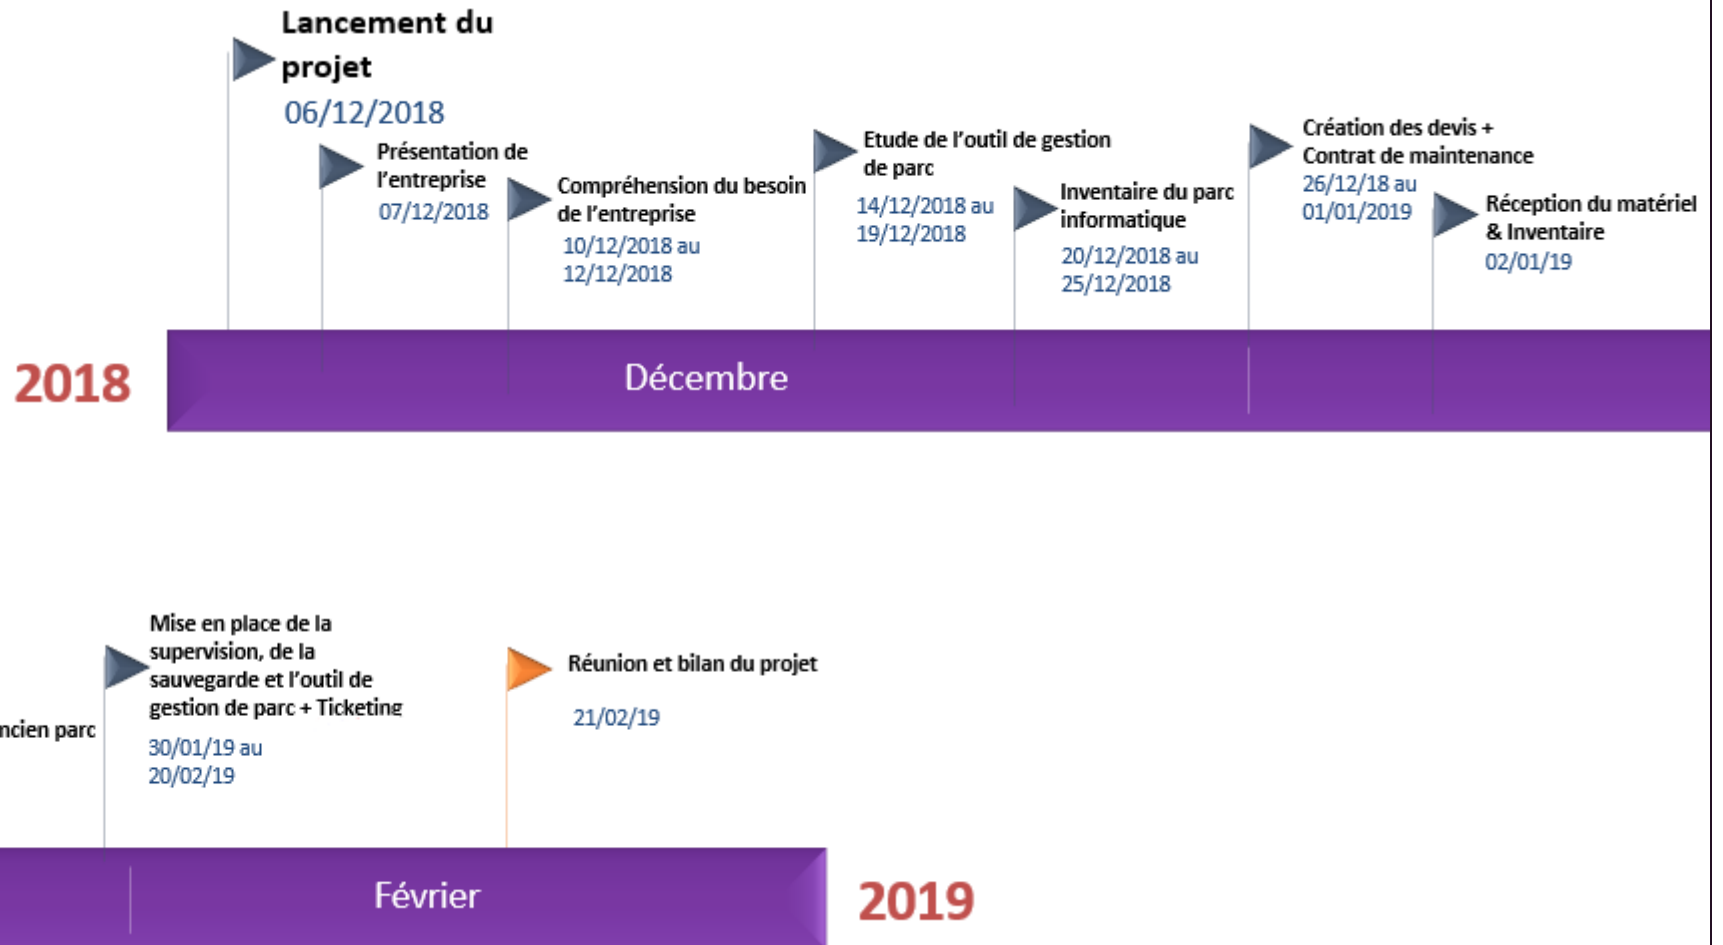 Lancement du
projet
06/12/2018
Présentation de
l'entreprise
07/12/2018
Compréhension du besoin
de l'entreprise
10/12/2018 au
12/12/2018
Etude de l'outil de gestion
de parc
14/12/2018 au
19/12/2018
Inventaire du parc
informatique
20/12/2018 au
25/12/2018
Création des devis +
Contrat de maintenance
26/12/18 au
01/01/2019
Réception du matériel
& Inventaire
02/01/19
2018
Décembre
ncien parc
Mise en place de la
supervision, de la
sauvegarde et l'outil de
gestion de parc + Ticketing
30/01/19 au
20/02/19
Réunion et bilan du projet
21/02/19
Février
2019